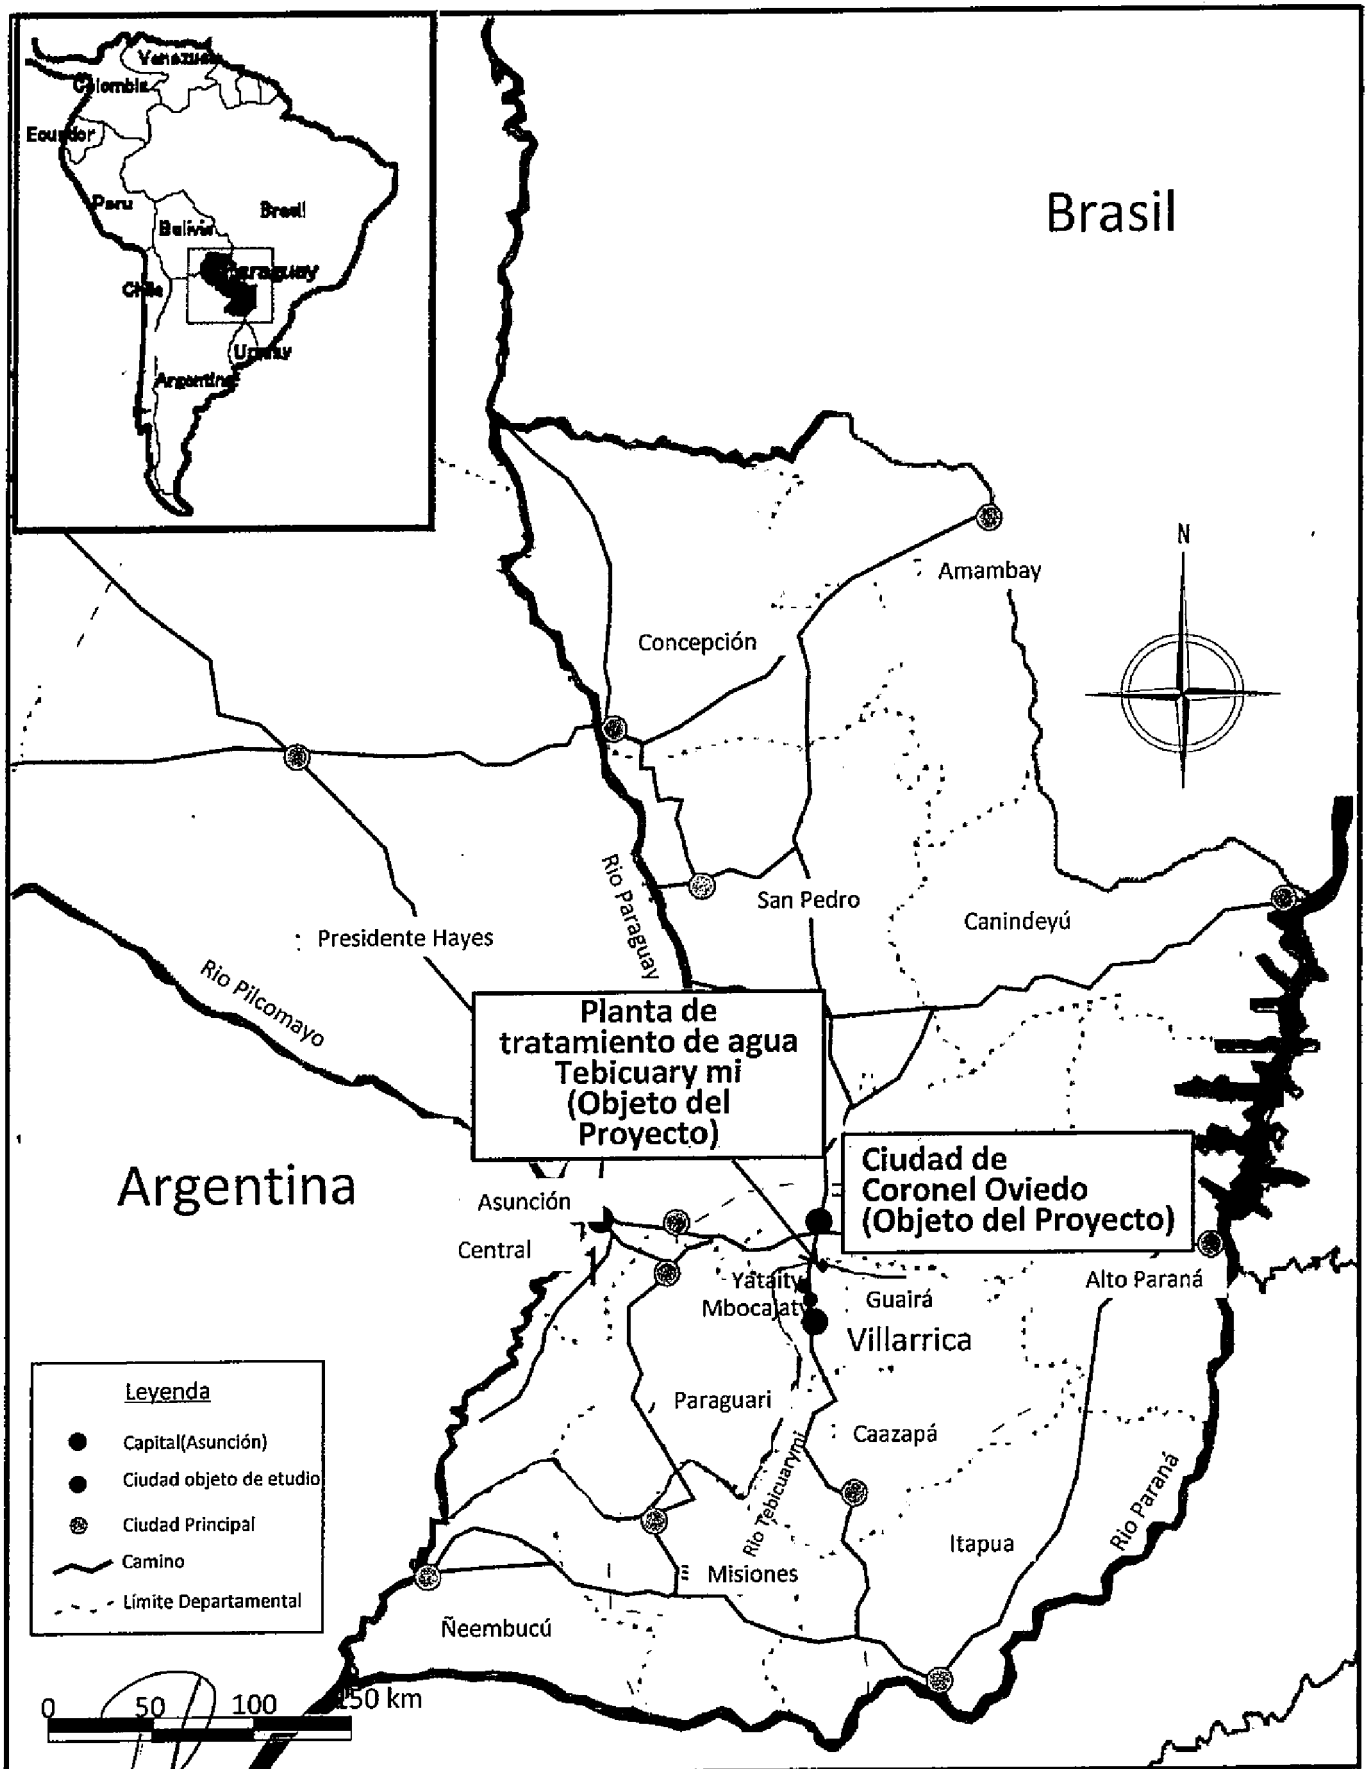 Venazuela
Colombia
Ecuador
Peru
Brasil
Bolivia
Paraguay
Chile
Uruguay
Argentina
Brasil
N
Amambay
Concepción
Rio Paraguay
San Pedro
Canindeyú
Presidente Hayes
Rio Pilcomayo
Planta de
tratamiento de agua
Tebicuary mi
(Objeto del
Proyecto)
Ciudad de
Coronel Oviedo
(Objeto del Proyecto)
Argentina
Asunción
Central
Yataity
Mbocajaty
Guairá
Alto Paraná
Villarrica
Paraguari
Caazapá
Rio Tebicuarymi
Rio Paraná
Itapua
Misiones
Ñeembucú
Leyenda
Capital(Asunción)
Ciudad objeto de etudio
Ciudad Principal
Camino
Límite Departamental
0 50 100 150 km